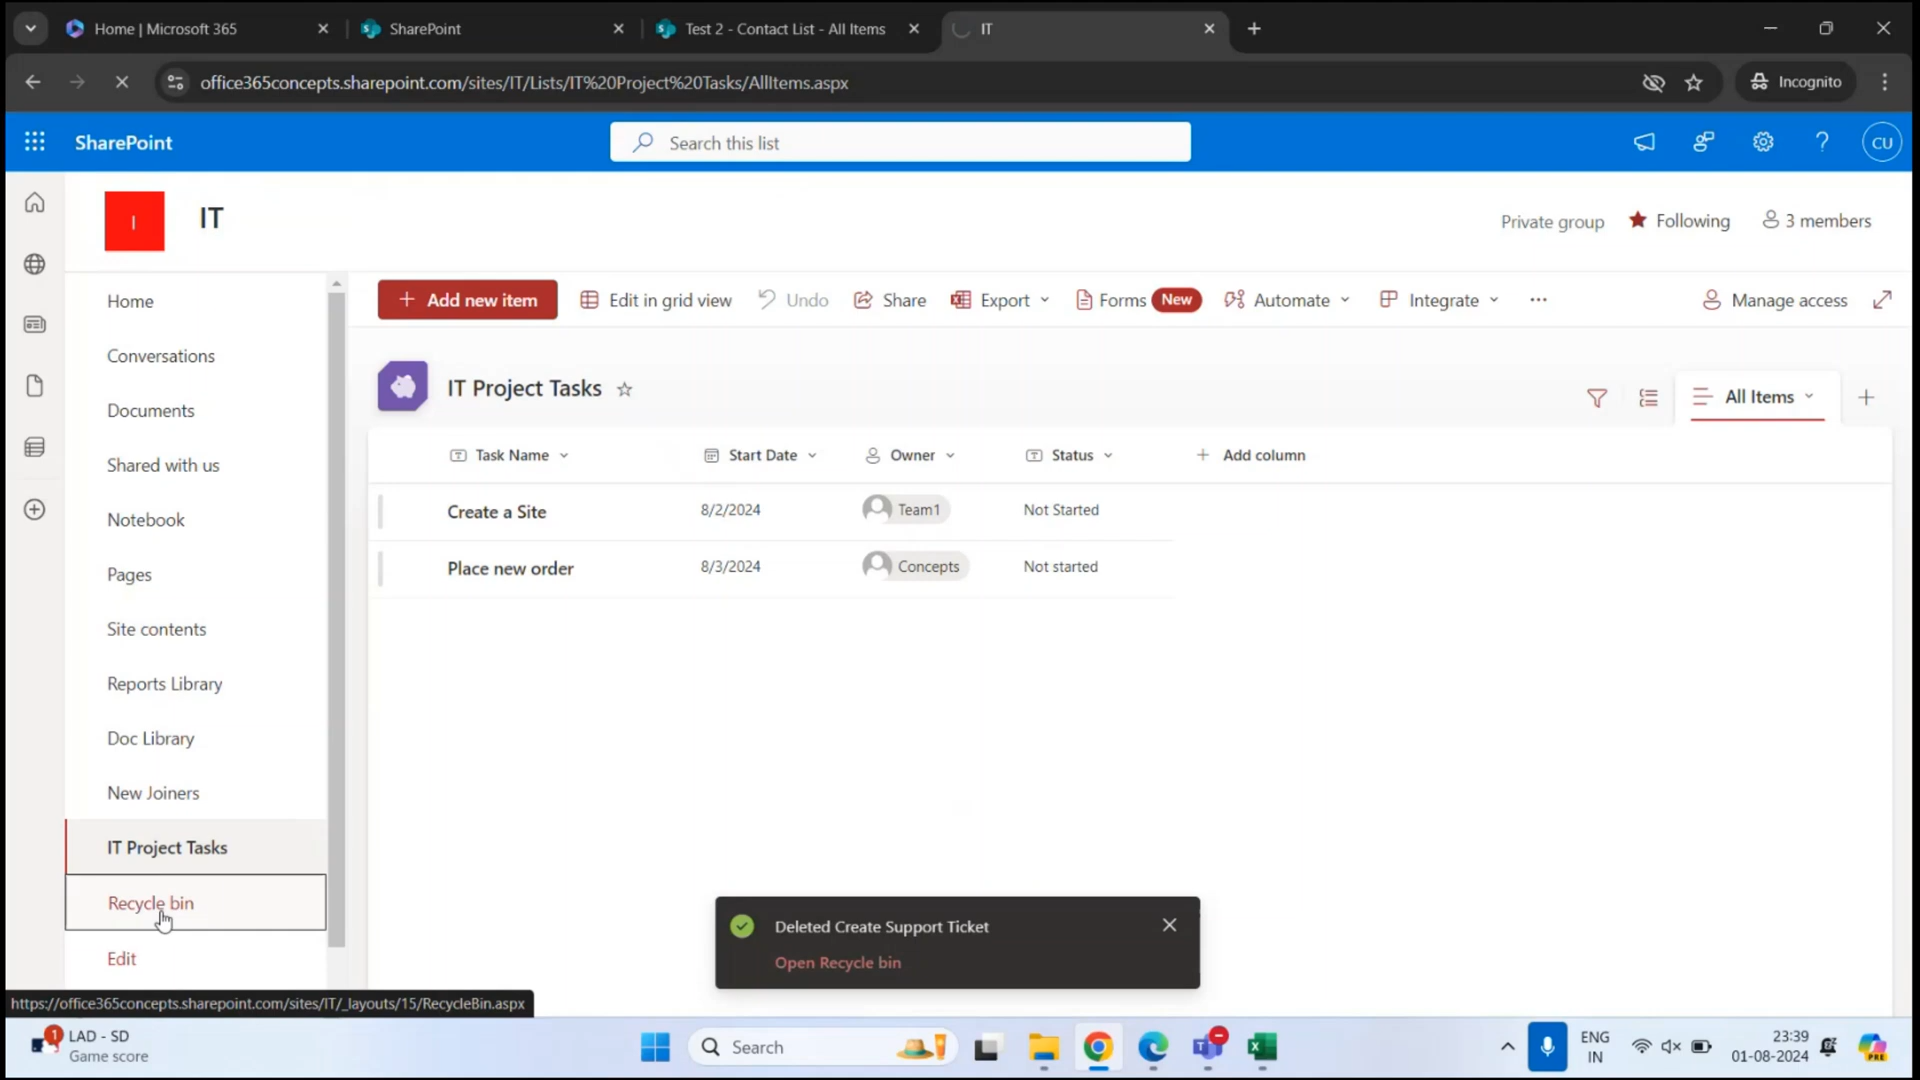 Home | Microsoft 365
SharePoint
Test 2 - Contact List - All Items
IT
office365concepts.sharepoint.com/sites/IT/Lists/IT%20Project%20Tasks/AllItems.aspx
Incognito
SharePoint
Search this list
CU
I
IT
Private group
Following
3 members
Home
Conversations
Documents
Shared with us
Notebook
Pages
Site contents
Reports Library
Doc Library
New Joiners
IT Project Tasks
Recycle bin
Edit
Add new item
Edit in grid view
Undo
Share
Export
Forms New
Automate
Integrate
Manage access
IT Project Tasks
All Items
Task Name Start Date Owner Status Add column
Create a Site 8/2/2024 Team1 Not Started
Place new order 8/3/2024 Concepts Not started
Deleted Create Support Ticket
Open Recycle bin
https://office365concepts.sharepoint.com/sites/IT/_layouts/15/RecycleBin.aspx
1
LAD - SD
Game score
Search
ENG
IN
23:39
01-08-2024
PRE